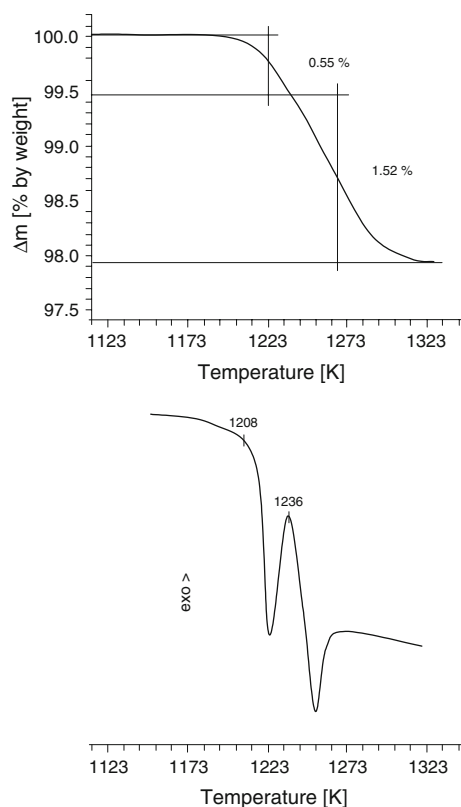 100.0
99.5
99.0
98.5
98.0
97.5
Δm [% by weight]
0.55 %
1.52 %
1123 1173 1223 1273 1323
Temperature [K]
1208
1236
exo >
1123 1173 1223 1273 1323
Temperature [K]